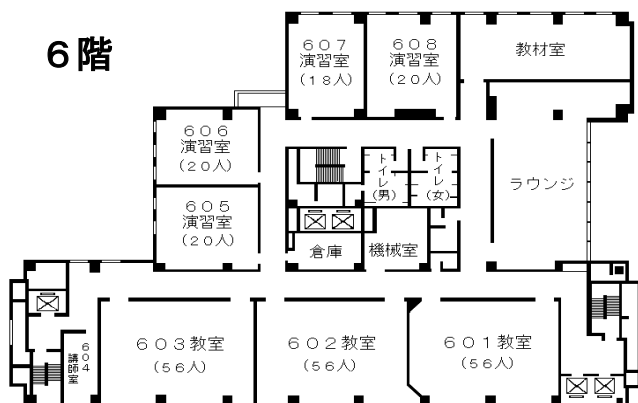 6階
607
演習室
(18人)
608
演習室
(20人)
教材室
606
演習室
(20人)
トイレ
(男)
トイレ
(女)
ラウンジ
605
演習室
(20人)
倉庫
機械室
604
講師室
603教室
(56人)
602教室
(56人)
601教室
(56人)